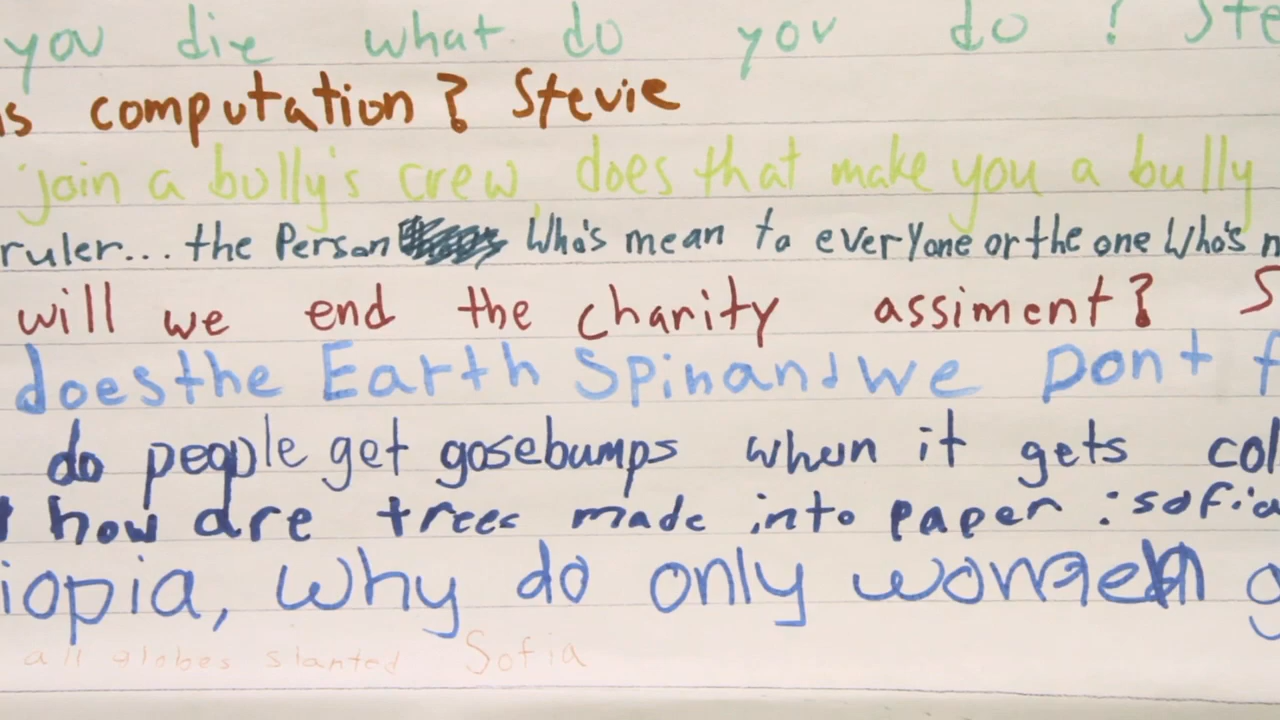 you die what do you do ? Ste
is computation ? Stevie
join a bully's crew, does that make you a bully
ruler... the Person Who's mean to everyone or the one Who's n
will we end the charity assiment ? S
does the Earth Spin and we Dont f
do people get gosebumps when it gets col
how are trees made into paper : sofia
iopia, why do only women g
all globes slanted Sofia